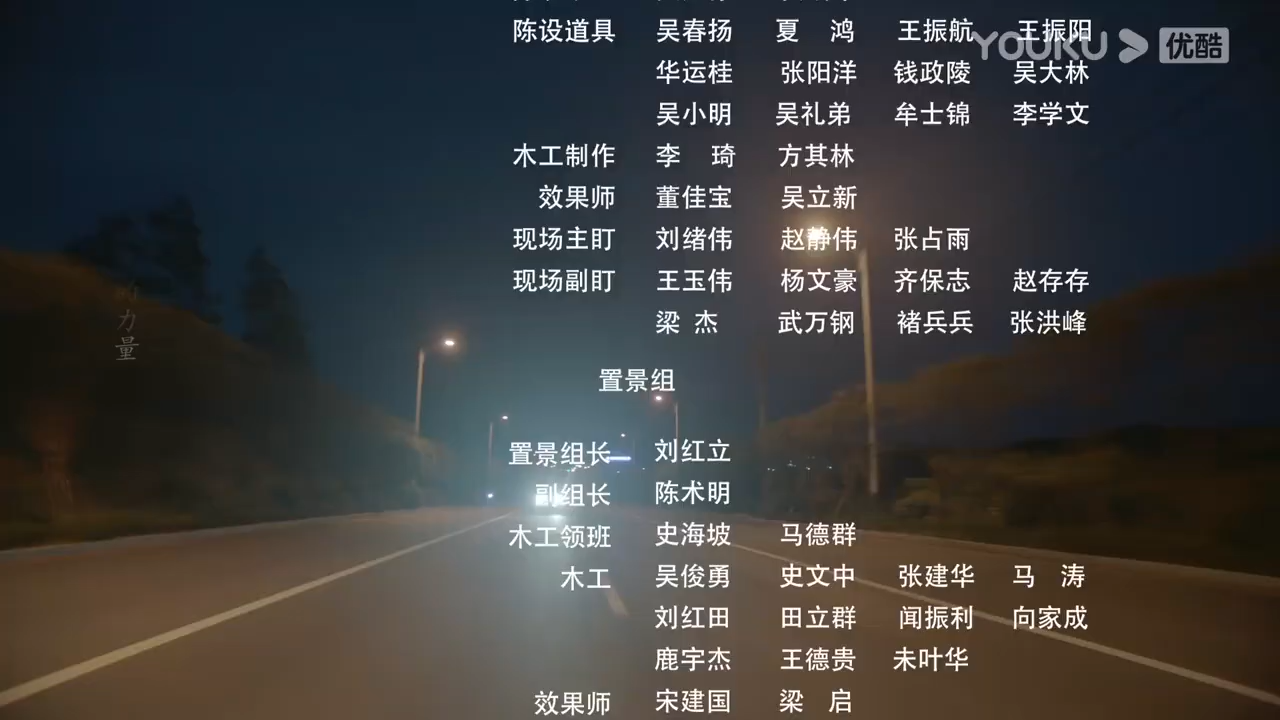 陈设道具 吴春扬 夏 鸿 王振航 王振阳
YOUKU 优酷
华运桂 张阳洋 钱政陵 吴大林
吴小明 吴礼弟 牟士锦 李学文
木工制作 李 琦 方其林
效果师 董佳宝 吴立新
现场主盯 刘绪伟 赵静伟 张占雨
现场副盯 王玉伟 杨文豪 齐保志 赵存存
梁 杰 武万钢 褚兵兵 张洪峰
力量
置景组
置景组长 刘红立
副组长 陈术明
木工领班 史海坡 马德群
木工 吴俊勇 史文中 张建华 马 涛
刘红田 田立群 闻振利 向家成
鹿宇杰 王德贵 未叶华
效果师 宋建国 梁 启